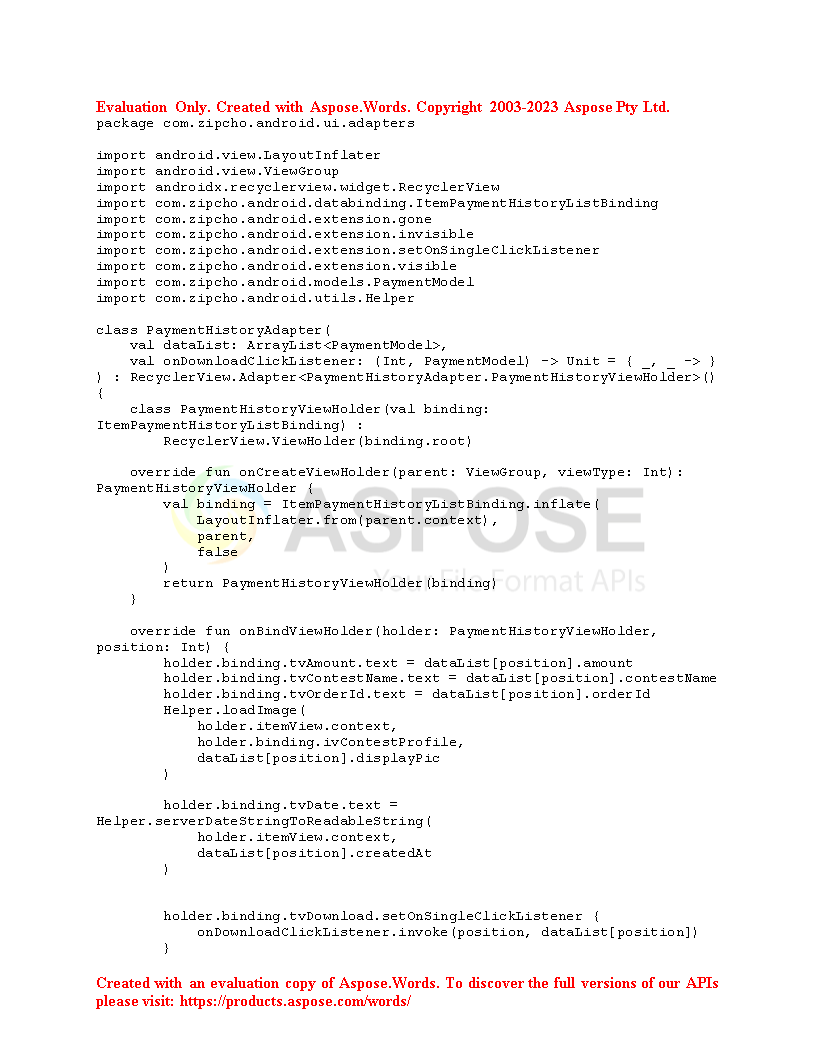 Evaluation Only. Created with Aspose.Words. Copyright 2003-2023 Aspose Pty Ltd.
package com.zipcho.android.ui.adapters

import android.view.LayoutInflater
import android.view.ViewGroup
import androidx.recyclerview.widget.RecyclerView
import com.zipcho.android.databinding.ItemPaymentHistoryListBinding
import com.zipcho.android.extension.gone
import com.zipcho.android.extension.invisible
import com.zipcho.android.extension.setOnSingleClickListener
import com.zipcho.android.extension.visible
import com.zipcho.android.models.PaymentModel
import com.zipcho.android.utils.Helper

class PaymentHistoryAdapter(
    val dataList: ArrayList<PaymentModel>,
    val onDownloadClickListener: (Int, PaymentModel) -> Unit = { _, _ -> }
) : RecyclerView.Adapter<PaymentHistoryAdapter.PaymentHistoryViewHolder>()
{
    class PaymentHistoryViewHolder(val binding:
ItemPaymentHistoryListBinding) :
        RecyclerView.ViewHolder(binding.root)

    override fun onCreateViewHolder(parent: ViewGroup, viewType: Int):
PaymentHistoryViewHolder {
        val binding = ItemPaymentHistoryListBinding.inflate(
            LayoutInflater.from(parent.context),
            parent,
            false
        )
        return PaymentHistoryViewHolder(binding)
    }
ASPOSE
Your File Format APIs

    override fun onBindViewHolder(holder: PaymentHistoryViewHolder,
position: Int) {
        holder.binding.tvAmount.text = dataList[position].amount
        holder.binding.tvContestName.text = dataList[position].contestName
        holder.binding.tvOrderId.text = dataList[position].orderId
        Helper.loadImage(
            holder.itemView.context,
            holder.binding.ivContestProfile,
            dataList[position].displayPic
        )

        holder.binding.tvDate.text =
Helper.serverDateStringToReadableString(
            holder.itemView.context,
            dataList[position].createdAt
        )


        holder.binding.tvDownload.setOnSingleClickListener {
            onDownloadClickListener.invoke(position, dataList[position])
        }

Created with an evaluation copy of Aspose.Words. To discover the full versions of our APIs
please visit: https://products.aspose.com/words/